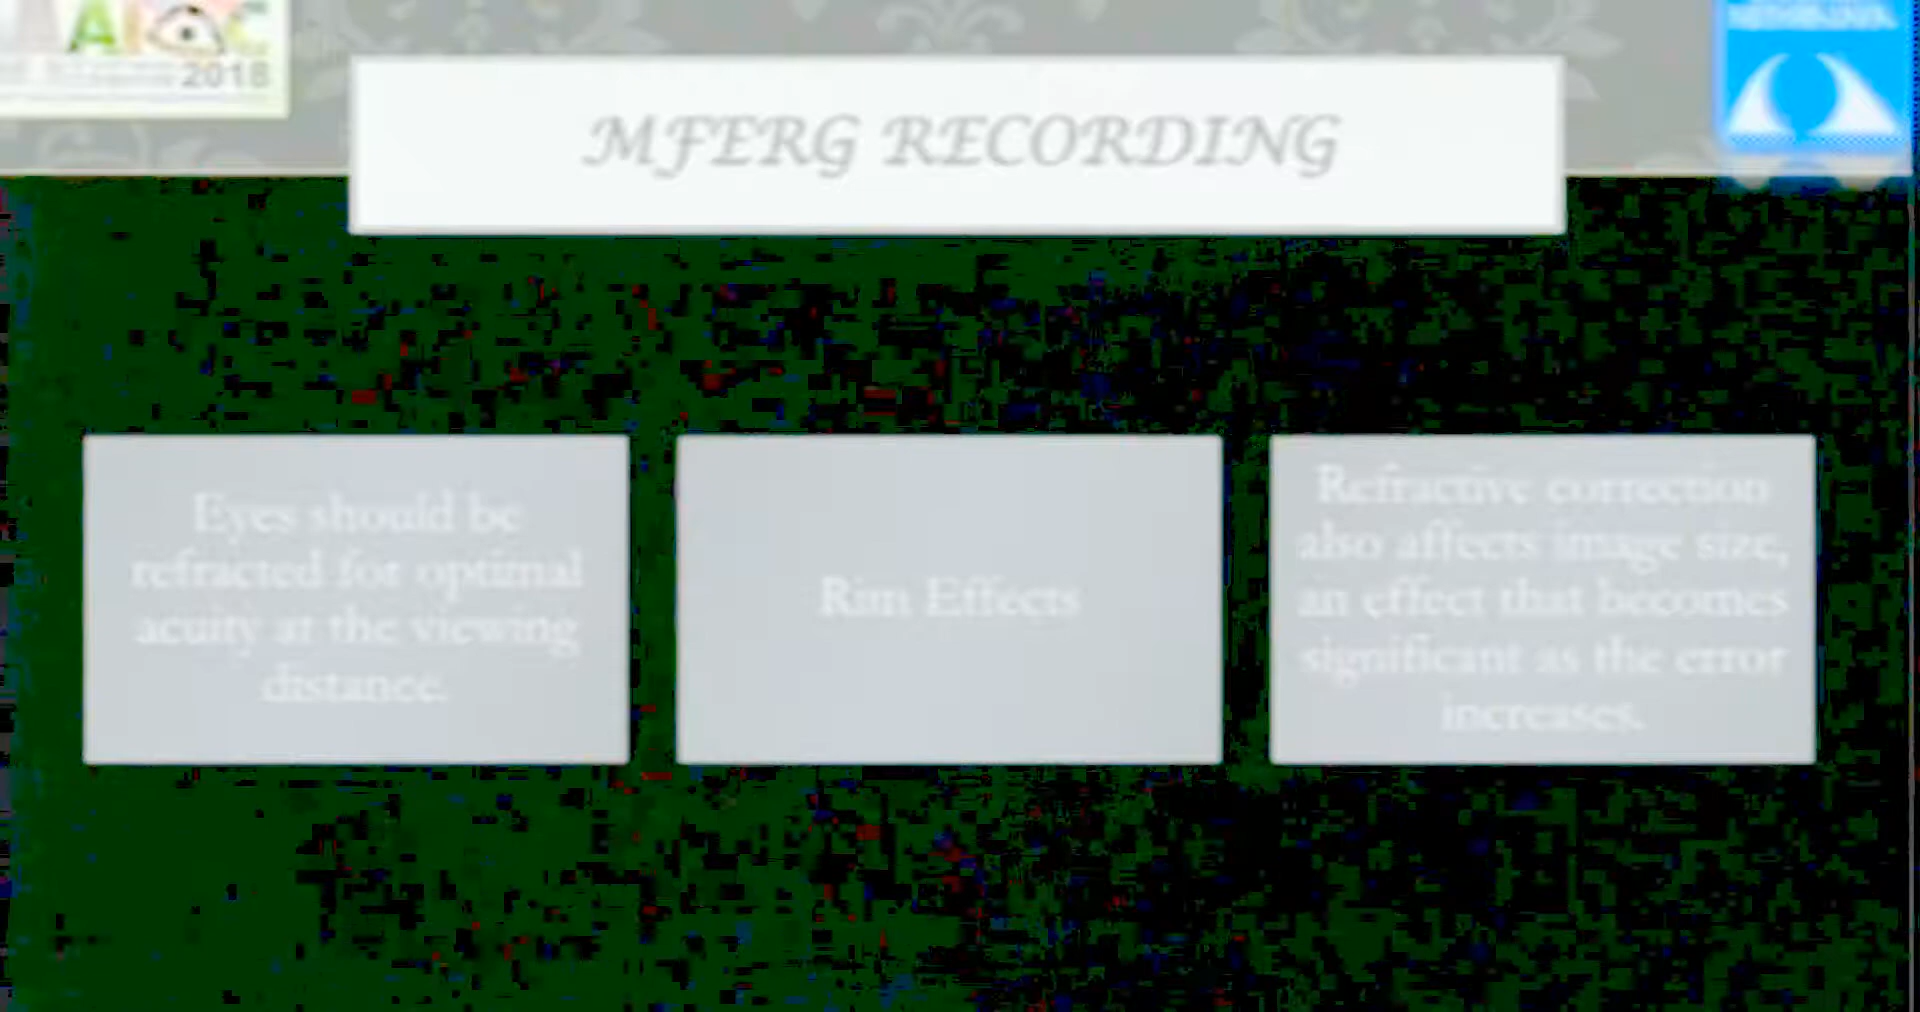 2018
MFERG RECORDING
Eyes should be
refracted for optimal
acuity at the viewing
distance.
Rim Effects
Refractive correction
also affects image size,
an effect that becomes
significant as the error
increases.